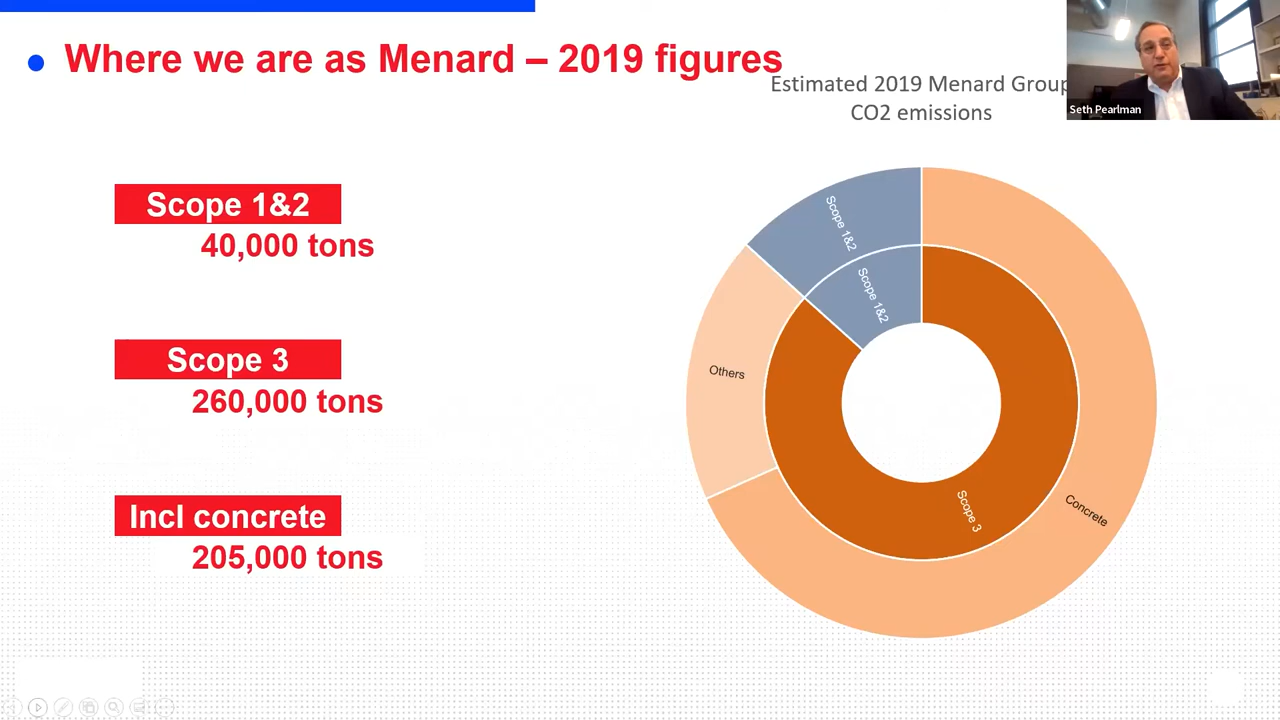 Where we are as Menard – 2019 figures
Estimated 2019 Menard Group
CO2 emissions
Seth Pearlman
Scope 1&2
40,000 tons
Scope 3
260,000 tons
Incl concrete
205,000 tons
Scope 1&2
Scope 1&2
Others
Scope 3
Concrete